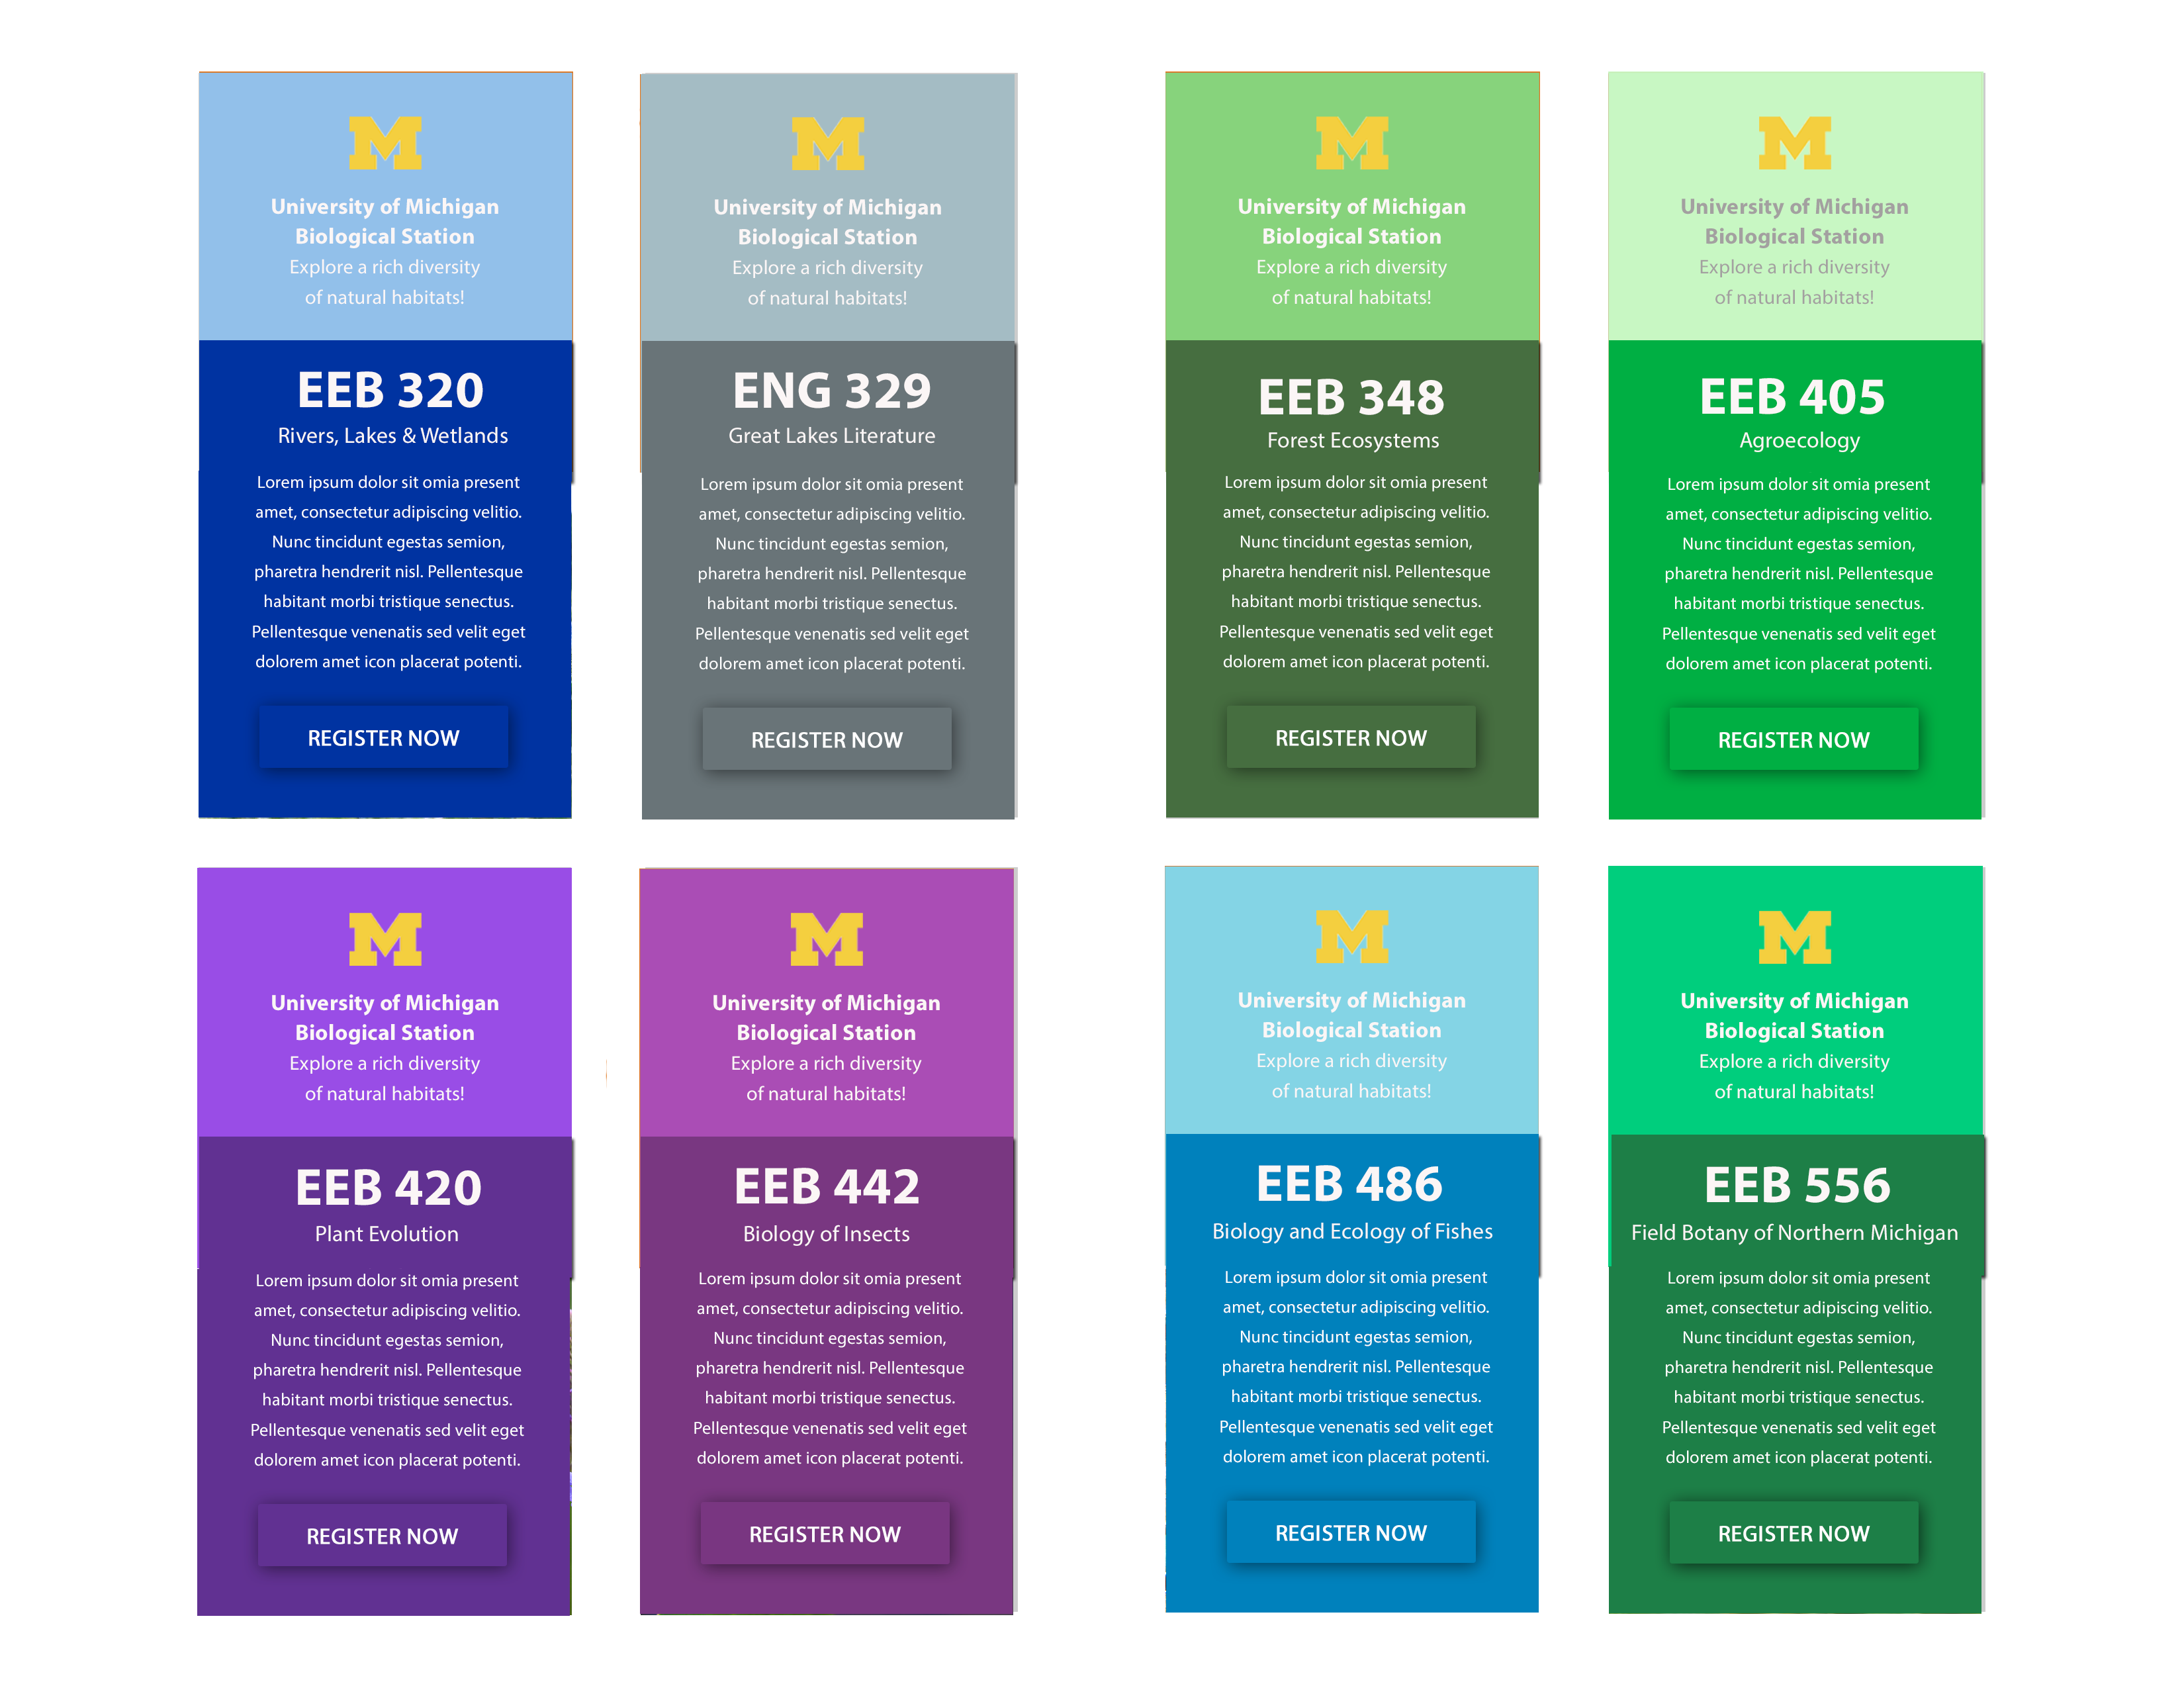 M
University of Michigan
Biological Station
Explore a rich diversity
of natural habitats!
EEB 320
Rivers, Lakes & Wetlands
Lorem ipsum dolor sit omia present
amet, consectetur adipiscing velitio.
Nunc tincidunt egestas semion,
pharetra hendrerit nisl. Pellentesque
habitant morbi tristique senectus.
Pellentesque venenatis sed velit eget
dolorem amet icon placerat potenti.
REGISTER NOW
M
University of Michigan
Biological Station
Explore a rich diversity
of natural habitats!
ENG 329
Great Lakes Literature
Lorem ipsum dolor sit omia present
amet, consectetur adipiscing velitio.
Nunc tincidunt egestas semion,
pharetra hendrerit nisl. Pellentesque
habitant morbi tristique senectus.
Pellentesque venenatis sed velit eget
dolorem amet icon placerat potenti.
REGISTER NOW
M
University of Michigan
Biological Station
Explore a rich diversity
of natural habitats!
EEB 348
Forest Ecosystems
Lorem ipsum dolor sit omia present
amet, consectetur adipiscing velitio.
Nunc tincidunt egestas semion,
pharetra hendrerit nisl. Pellentesque
habitant morbi tristique senectus.
Pellentesque venenatis sed velit eget
dolorem amet icon placerat potenti.
REGISTER NOW
M
University of Michigan
Biological Station
Explore a rich diversity
of natural habitats!
EEB 405
Agroecology
Lorem ipsum dolor sit omia present
amet, consectetur adipiscing velitio.
Nunc tincidunt egestas semion,
pharetra hendrerit nisl. Pellentesque
habitant morbi tristique senectus.
Pellentesque venenatis sed velit eget
dolorem amet icon placerat potenti.
REGISTER NOW
M
University of Michigan
Biological Station
Explore a rich diversity
of natural habitats!
EEB 420
Plant Evolution
Lorem ipsum dolor sit omia present
amet, consectetur adipiscing velitio.
Nunc tincidunt egestas semion,
pharetra hendrerit nisl. Pellentesque
habitant morbi tristique senectus.
Pellentesque venenatis sed velit eget
dolorem amet icon placerat potenti.
REGISTER NOW
M
University of Michigan
Biological Station
Explore a rich diversity
of natural habitats!
EEB 442
Biology of Insects
Lorem ipsum dolor sit omia present
amet, consectetur adipiscing velitio.
Nunc tincidunt egestas semion,
pharetra hendrerit nisl. Pellentesque
habitant morbi tristique senectus.
Pellentesque venenatis sed velit eget
dolorem amet icon placerat potenti.
REGISTER NOW
M
University of Michigan
Biological Station
Explore a rich diversity
of natural habitats!
EEB 486
Biology and Ecology of Fishes
Lorem ipsum dolor sit omia present
amet, consectetur adipiscing velitio.
Nunc tincidunt egestas semion,
pharetra hendrerit nisl. Pellentesque
habitant morbi tristique senectus.
Pellentesque venenatis sed velit eget
dolorem amet icon placerat potenti.
REGISTER NOW
M
University of Michigan
Biological Station
Explore a rich diversity
of natural habitats!
EEB 556
Field Botany of Northern Michigan
Lorem ipsum dolor sit omia present
amet, consectetur adipiscing velitio.
Nunc tincidunt egestas semion,
pharetra hendrerit nisl. Pellentesque
habitant morbi tristique senectus.
Pellentesque venenatis sed velit eget
dolorem amet icon placerat potenti.
REGISTER NOW